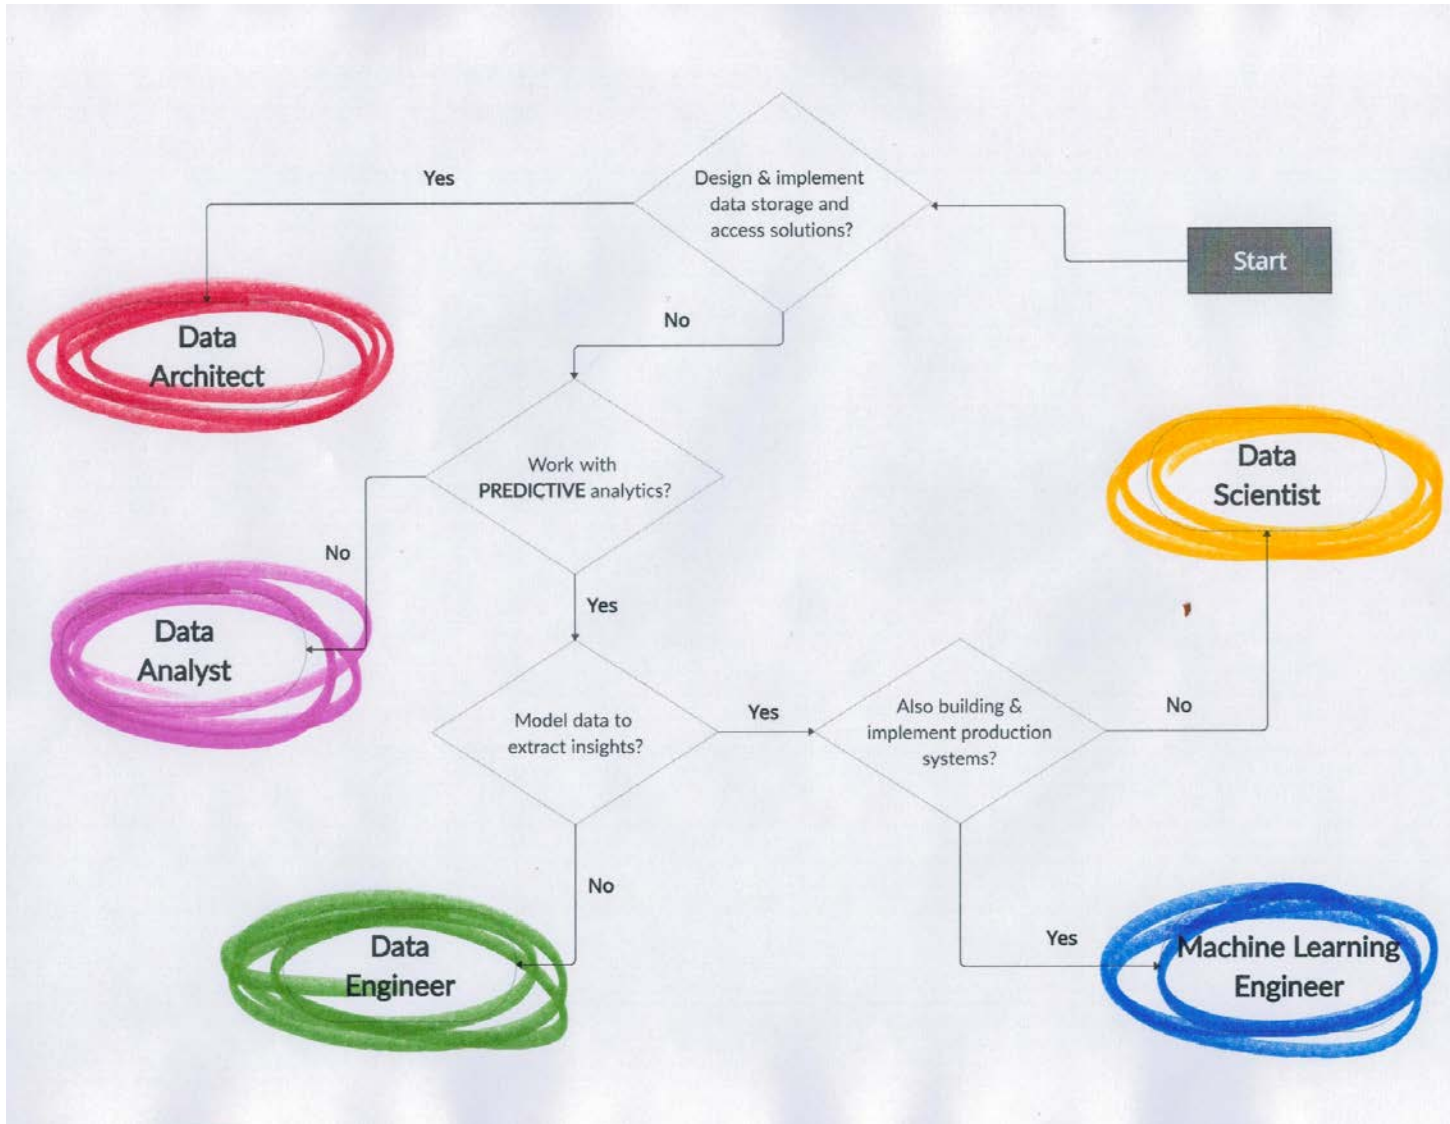 Yes
Design & implement
data storage and
access solutions?
Start
No
Data
Architect
Work with
PREDICTIVE analytics?
Data
Scientist
No
Yes
Data
Analyst
Model data to
extract insights?
Yes
Also building &
implement production
systems?
No
No
Data
Engineer
Yes
Machine Learning
Engineer